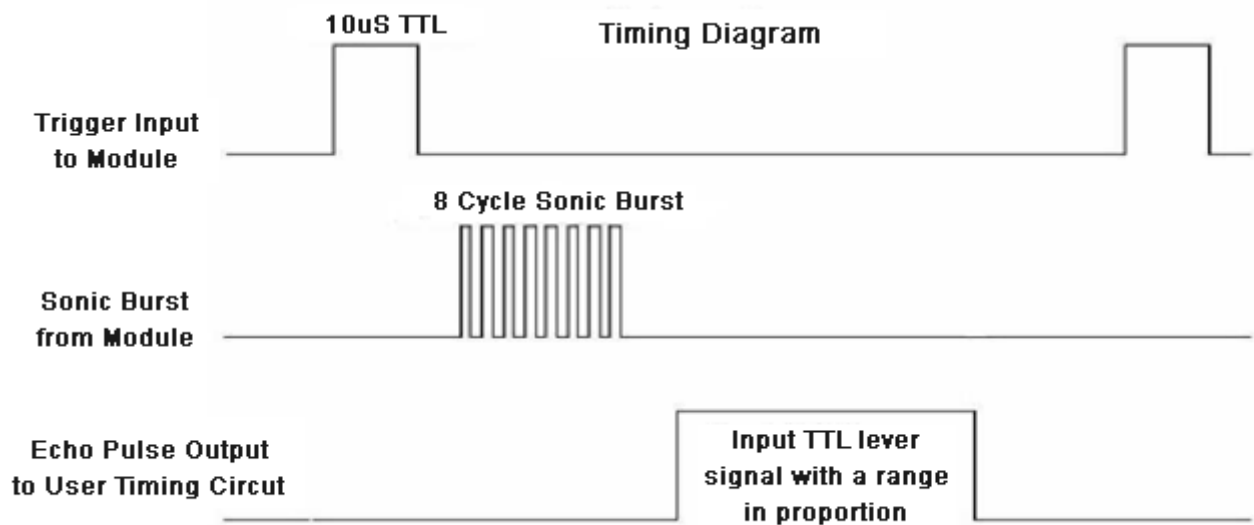 10uS TTL
Timing Diagram
Trigger Input
to Module
8 Cycle Sonic Burst
Sonic Burst
from Module
Echo Pulse Output
to User Timing Circut
Input TTL lever
signal with a range
in proportion